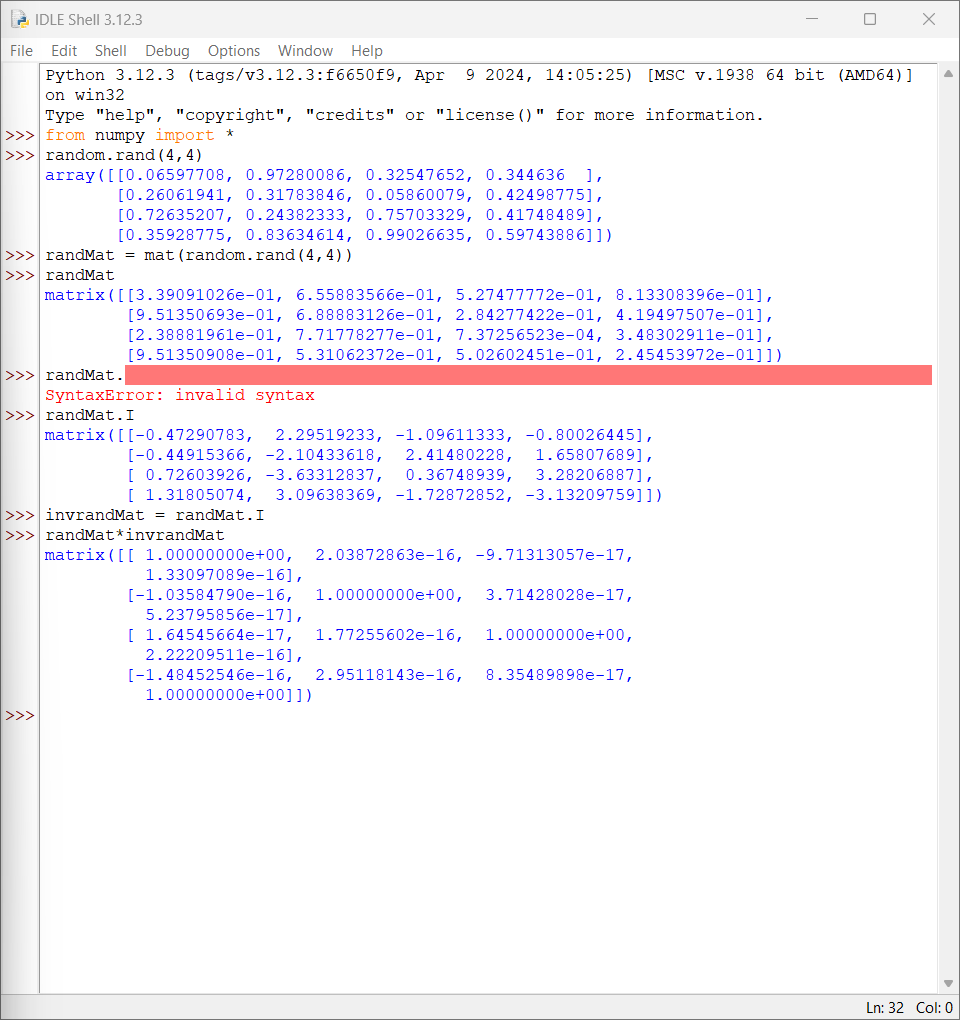 IDLE Shell 3.12.3
File Edit Shell Debug Options Window Help
Python 3.12.3 (tags/v3.12.3:f6650f9, Apr  9 2024, 14:05:25) [MSC v.1938 64 bit (AMD64)]
on win32
Type "help", "copyright", "credits" or "license()" for more information.
>>> from numpy import *
>>> random.rand(4,4)
array([[0.06597708, 0.97280086, 0.32547652, 0.344636  ],
       [0.26061941, 0.31783846, 0.05860079, 0.42498775],
       [0.72635207, 0.24382333, 0.75703329, 0.41748489],
       [0.35928775, 0.83634614, 0.99026635, 0.59743886]])
>>> randMat = mat(random.rand(4,4))
>>> randMat
matrix([[3.39091026e-01, 6.55883566e-01, 5.27477772e-01, 8.13308396e-01],
        [9.51350693e-01, 6.88883126e-01, 2.84277422e-01, 4.19497507e-01],
        [2.38881961e-01, 7.71778277e-01, 7.37256523e-04, 3.48302911e-01],
        [9.51350908e-01, 5.31062372e-01, 5.02602451e-01, 2.45453972e-01]])
>>> randMat.
SyntaxError: invalid syntax
>>> randMat.I
matrix([[-0.47290783,  2.29519233, -1.09611333, -0.80026445],
        [-0.44915366, -2.10433618,  2.41480228,  1.65807689],
        [ 0.72603926, -3.63312837,  0.36748939,  3.28206887],
        [ 1.31805074,  3.09638369, -1.72872852, -3.13209759]])
>>> invrandMat = randMat.I
>>> randMat*invrandMat
matrix([[ 1.00000000e+00,  2.03872863e-16, -9.71313057e-17,
          1.33097089e-16],
        [-1.03584790e-16,  1.00000000e+00,  3.71428028e-17,
          5.23795856e-17],
        [ 1.64545664e-17,  1.77255602e-16,  1.00000000e+00,
          2.22209511e-16],
        [-1.48452546e-16,  2.95118143e-16,  8.35489898e-17,
          1.00000000e+00]])
>>>
Ln: 32 Col: 0